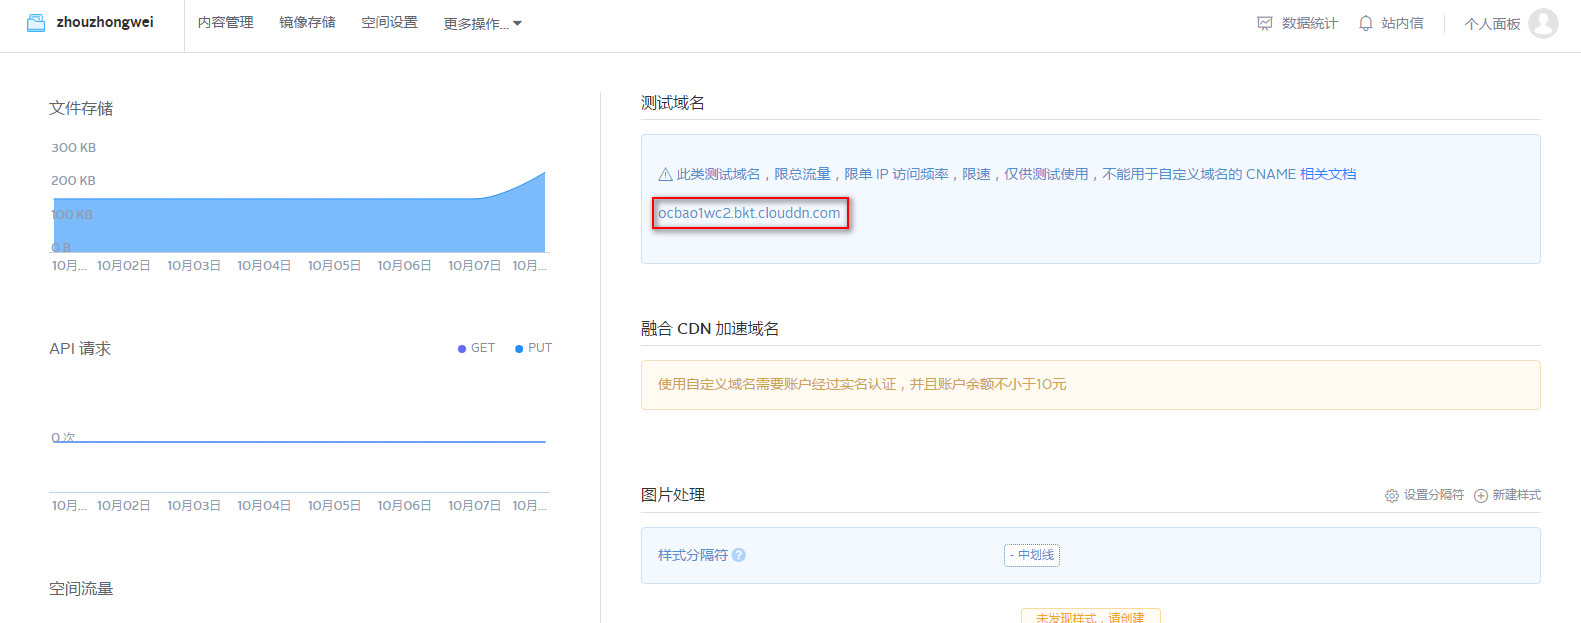 zhouzhongwei
内容管理 镜像存储 空间设置 更多操作...
数据统计 站内信 个人面板
文件存储
300 KB
200 KB
100 KB
0 B
10月... 10月02日 10月03日 10月04日 10月05日 10月06日 10月07日 10月...
API 请求
GET PUT
0 次
10月... 10月02日 10月03日 10月04日 10月05日 10月06日 10月07日 10月...
空间流量
测试域名
此类测试域名，限总流量，限单 IP 访问频率，限速，仅供测试使用，不能用于自定义域名的 CNAME 相关文档
ocbao1wc2.bkt.clouddn.com
融合 CDN 加速域名
使用自定义域名需要账户经过实名认证，并且账户余额不小于10元
图片处理
设置分隔符 新建样式
样式分隔符 ?
- 中划线
未发现样式，请创建